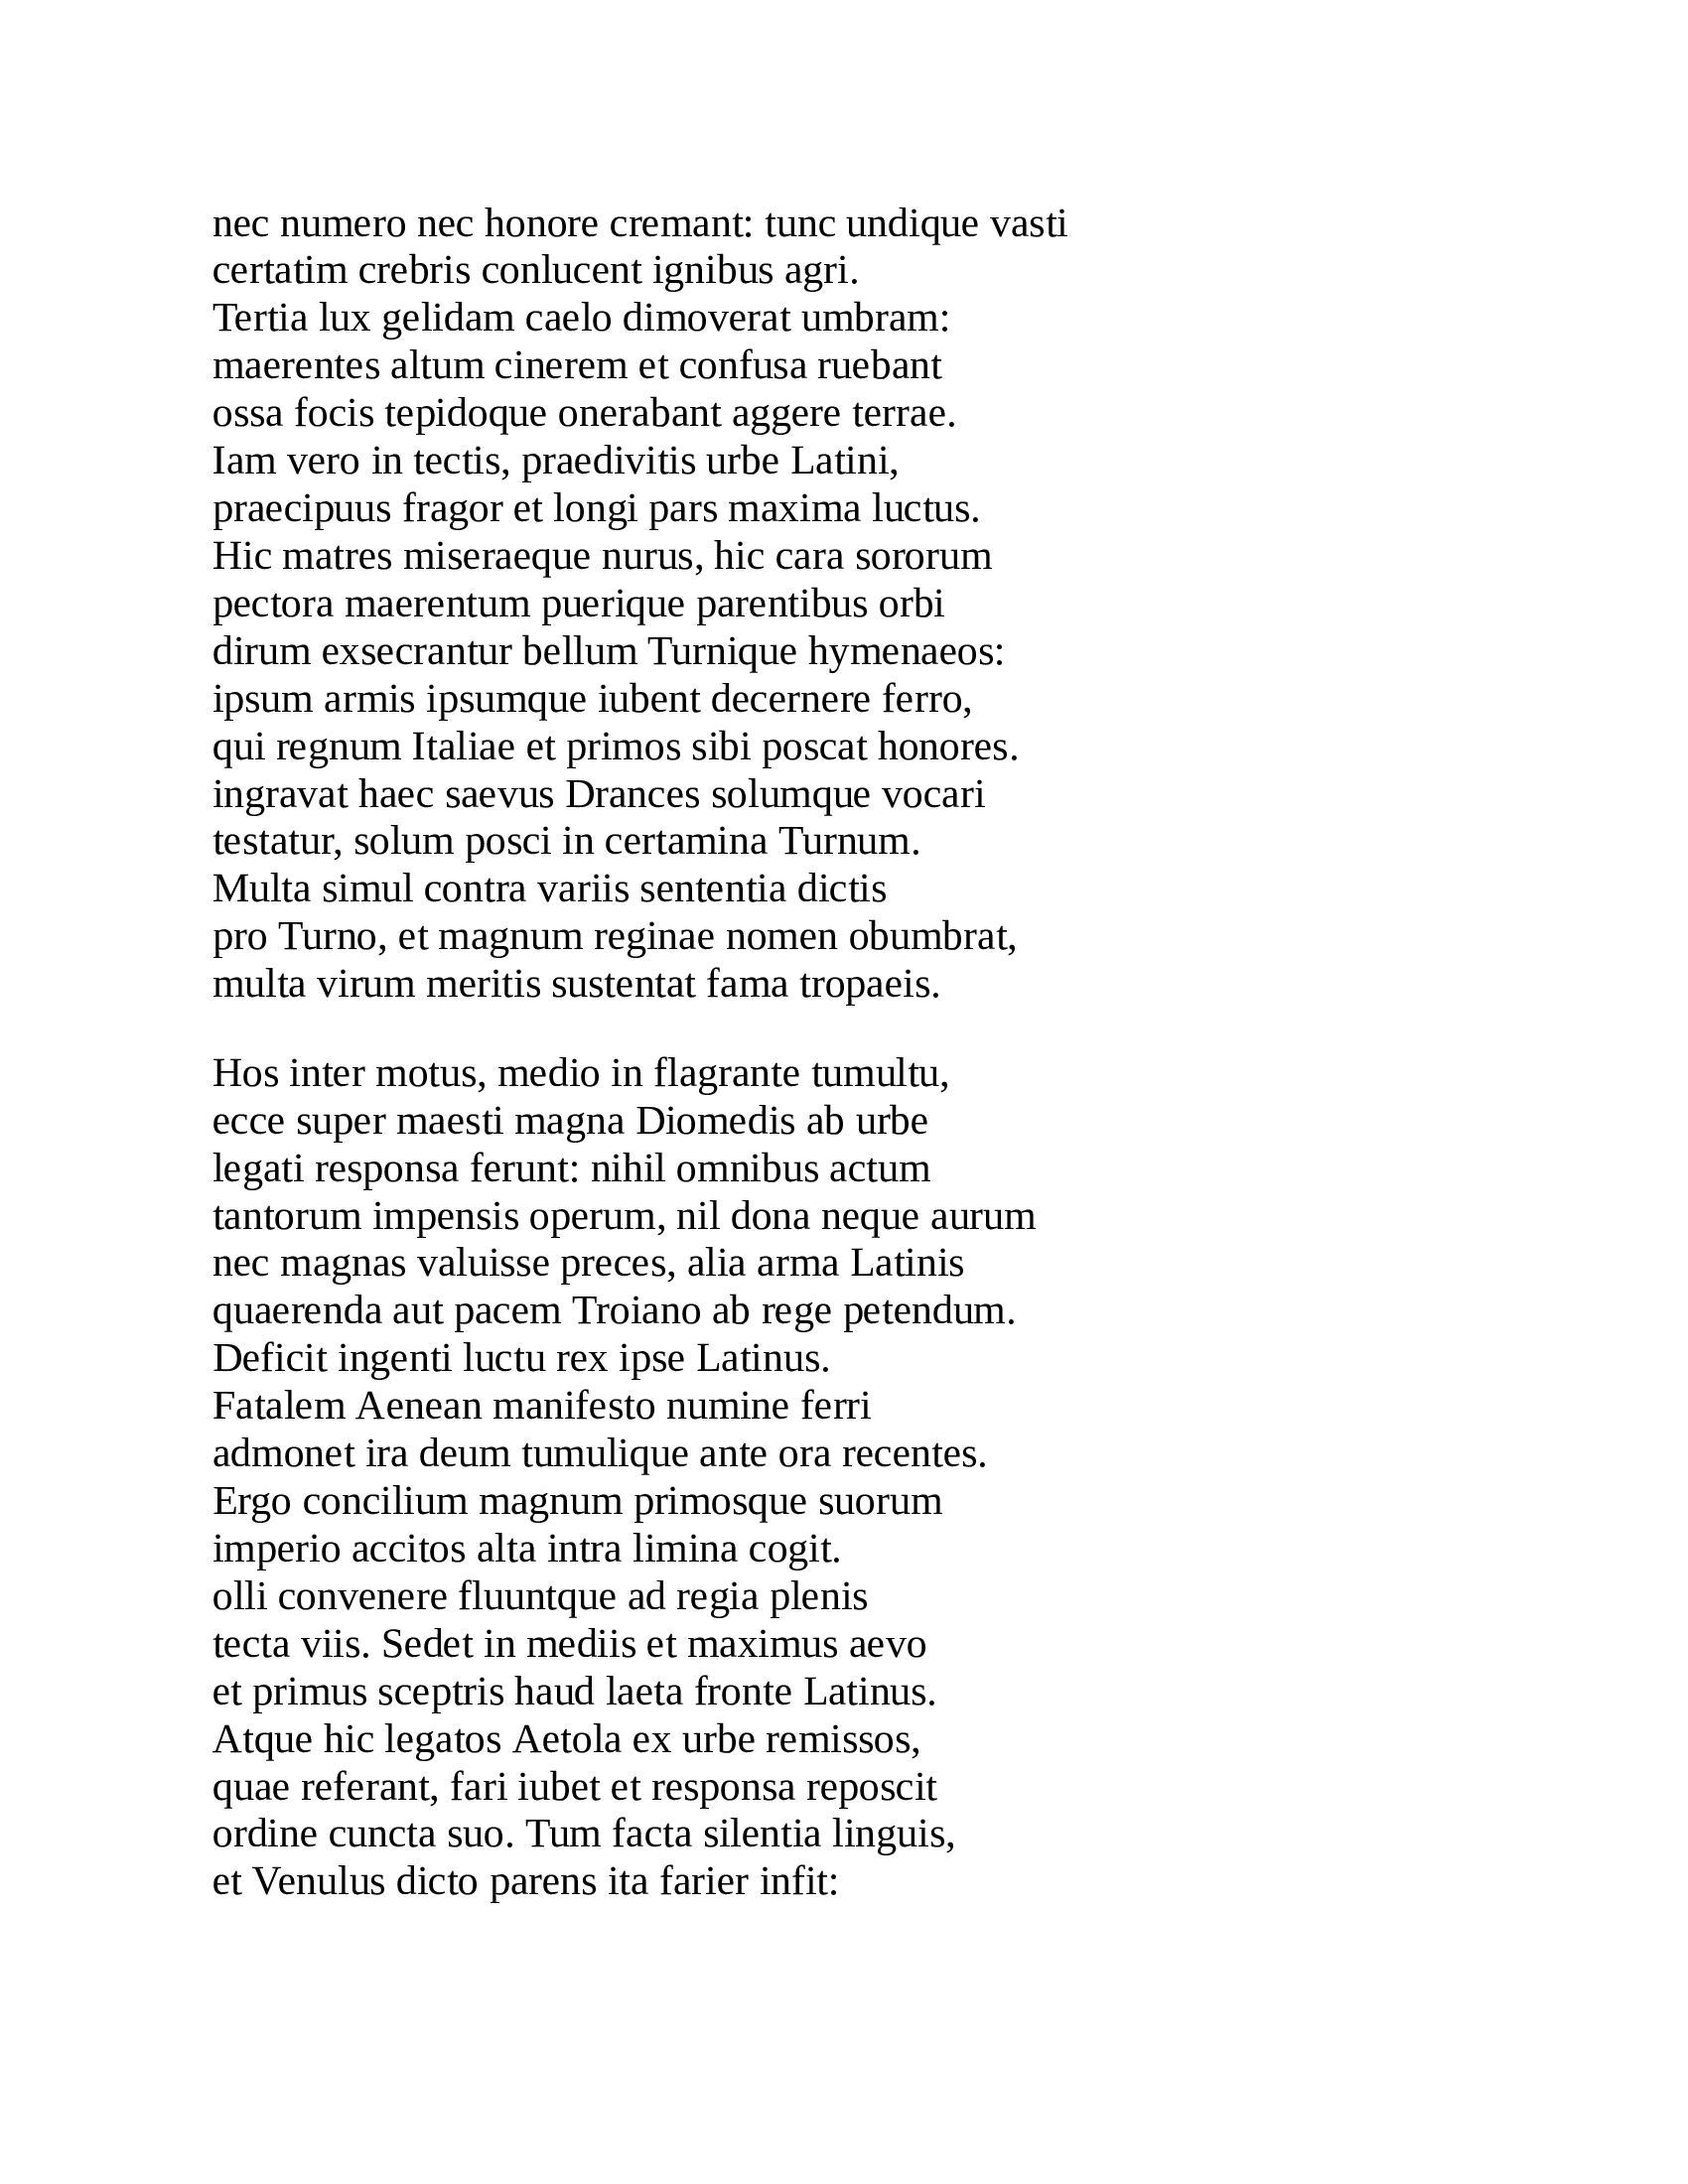 nec numero nec honore cremant: tunc undique vasti
certatim crebris conlucent ignibus agri.
Tertia lux gelidam caelo dimoverat umbram:
maerentes altum cinerem et confusa ruebant
ossa focis tepidoque onerabant aggere terrae.
Iam vero in tectis, praedivitis urbe Latini,
praecipuus fragor et longi pars maxima luctus.
Hic matres miseraeque nurus, hic cara sororum
pectora maerentum puerique parentibus orbi
dirum exsecrantur bellum Turnique hymenaeos:
ipsum armis ipsumque iubent decernere ferro,
qui regnum Italiae et primos sibi poscat honores.
ingravat haec saevus Drances solumque vocari
testatur, solum posci in certamina Turnum.
Multa simul contra variis sententia dictis
pro Turno, et magnum reginae nomen obumbrat,
multa virum meritis sustentat fama tropaeis.
Hos inter motus, medio in flagrante tumultu,
ecce super maesti magna Diomedis ab urbe
legati responsa ferunt: nihil omnibus actum
tantorum impensis operum, nil dona neque aurum
nec magnas valuisse preces, alia arma Latinis
quaerenda aut pacem Troiano ab rege petendum.
Deficit ingenti luctu rex ipse Latinus.
Fatalem Aenean manifesto numine ferri
admonet ira deum tumulique ante ora recentes.
Ergo concilium magnum primosque suorum
imperio accitos alta intra limina cogit.
olli convenere fluuntque ad regia plenis
tecta viis. Sedet in mediis et maximus aevo
et primus sceptris haud laeta fronte Latinus.
Atque hic legatos Aetola ex urbe remissos,
quae referant, fari iubet et responsa reposcit
ordine cuncta suo. Tum facta silentia linguis,
et Venulus dicto parens ita farier infit: